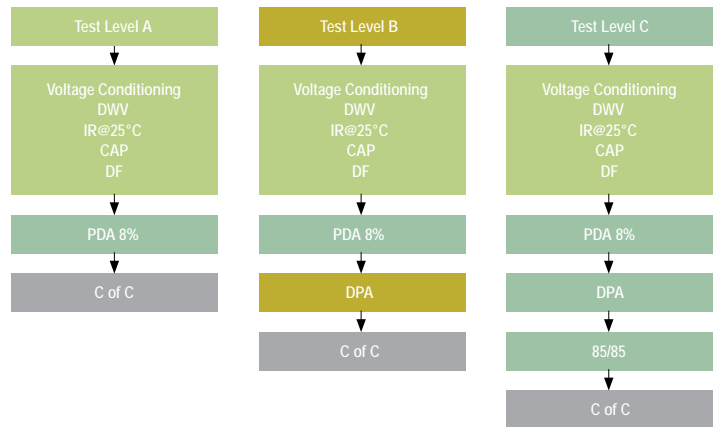 Test Level A
Voltage Conditioning
DWV
IR@25°C
CAP
DF
PDA 8%
C of C
Test Level B
Voltage Conditioning
DWV
IR@25°C
CAP
DF
PDA 8%
DPA
C of C
Test Level C
Voltage Conditioning
DWV
IR@25°C
CAP
DF
PDA 8%
DPA
85/85
C of C